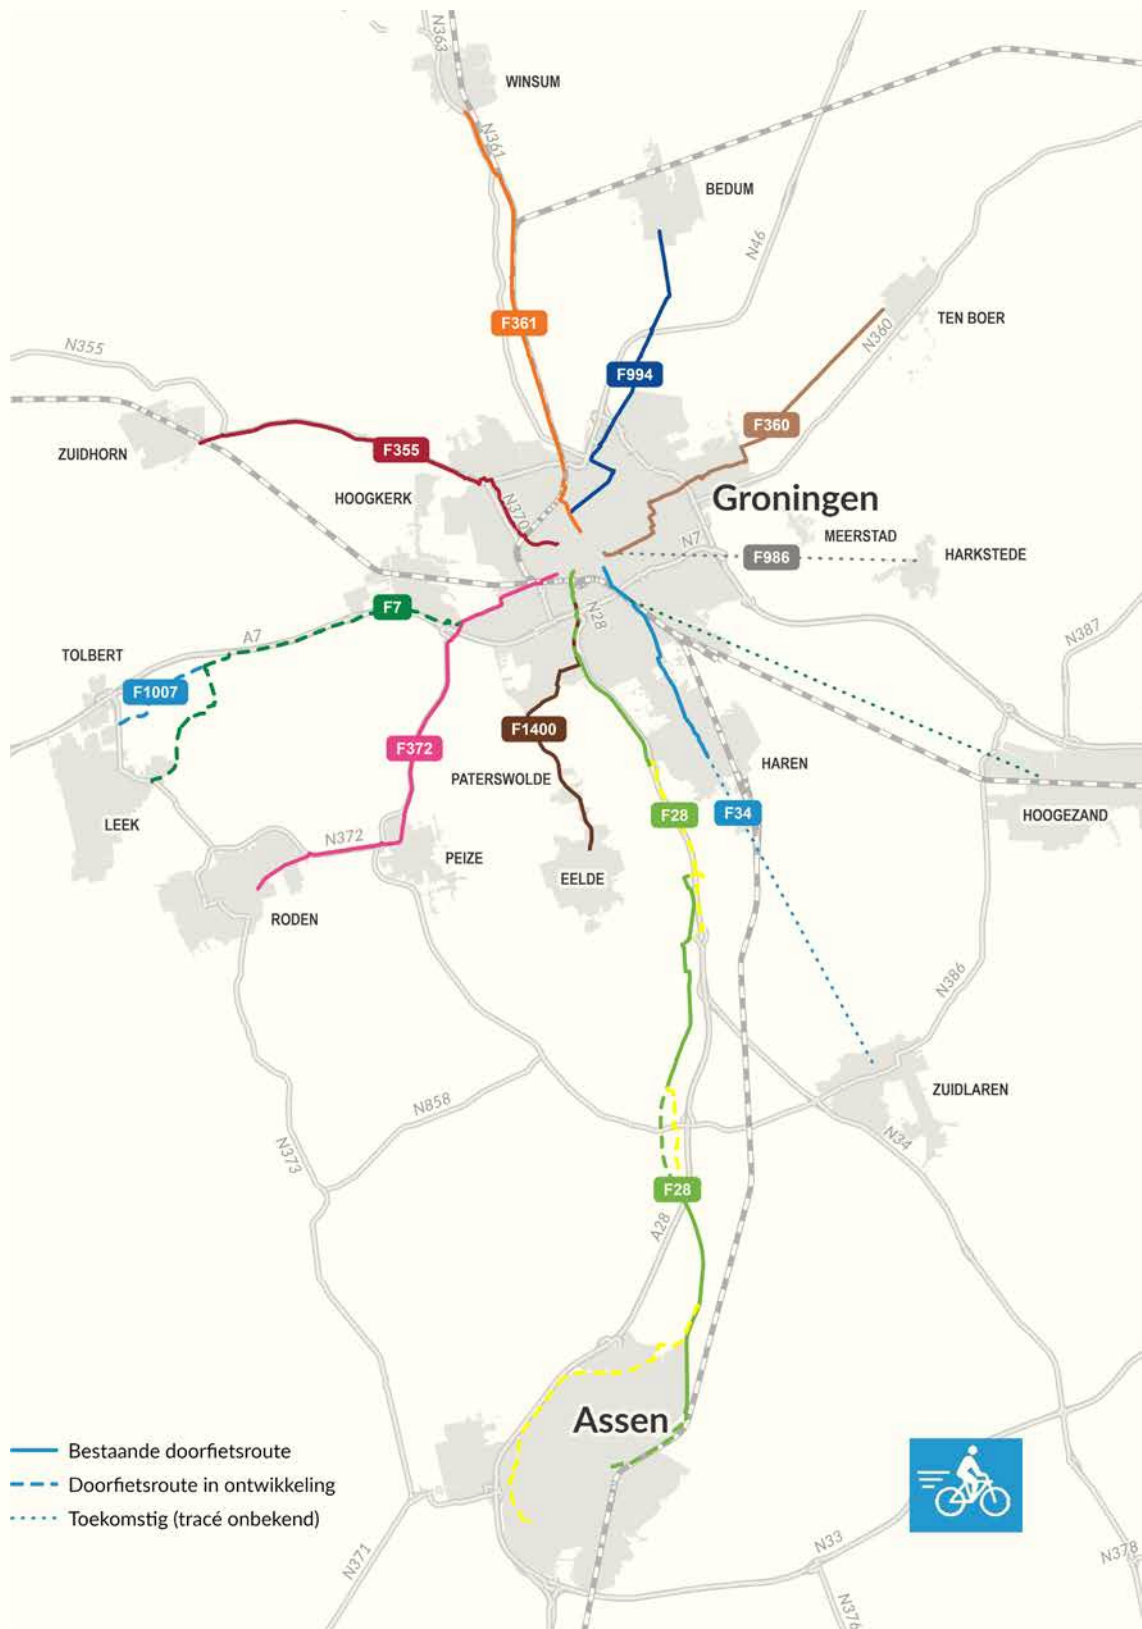 N363
WINSUM
N361
BEDUM
N46
TEN BOER
N360
F361
N355
F994
F360
ZUIDHORN
F355
HOOGKERK
N370
Groningen
MEERSTAD
N7
F986
HARKSTEDE
F7
N28
A7
N387
TOLBERT
F1007
F1400
F372
HAREN
PATERSWOLDE
F28
F34
HOOGEZAND
LEEK
N372
PEIZE
EELDE
RODEN
N386
ZUIDLAREN
N858
N34
N373
F28
A28
Assen
Bestaande doorfietsroute
Doorfietsroute in ontwikkeling
Toekomstig (tracé onbekend)
N33
N371
N378
N376